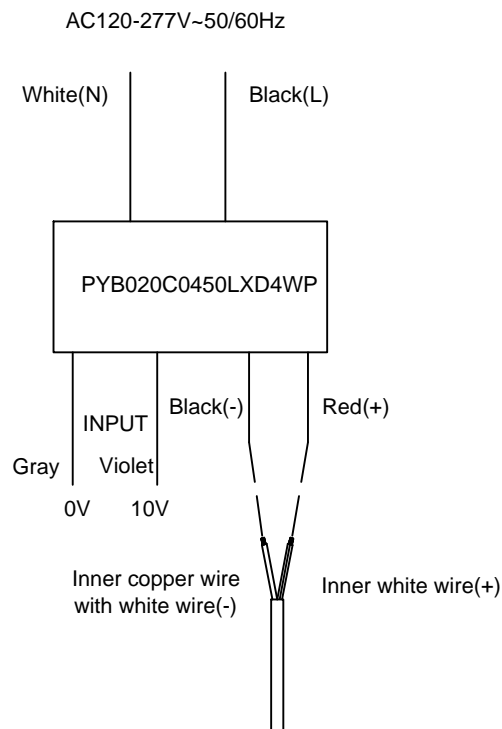 AC120-277V~50/60Hz
White(N)
Black(L)
PYB020C0450LXD4WP
INPUT
Black(-)
Red(+)
Gray
Violet
0V
10V
Inner copper wire
with white wire(-)
Inner white wire(+)